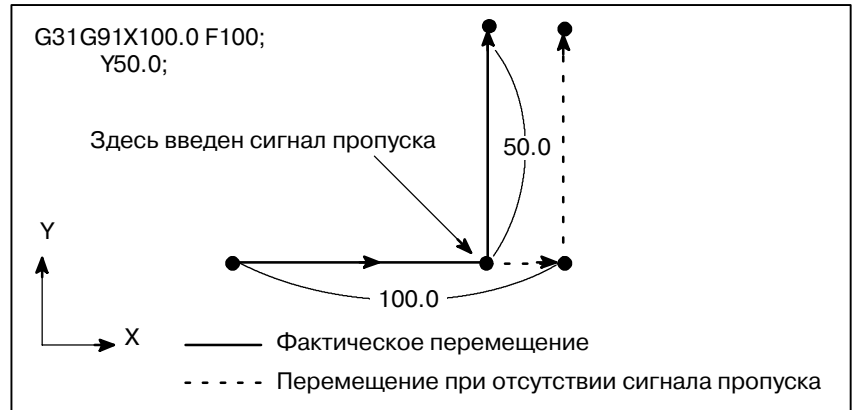 G31G91X100.0 F100;
Y50.0;
Здесь введен сигнал пропуска
50.0
100.0
Y
X
Фактическое перемещение
Перемещение при отсутствии сигнала пропуска